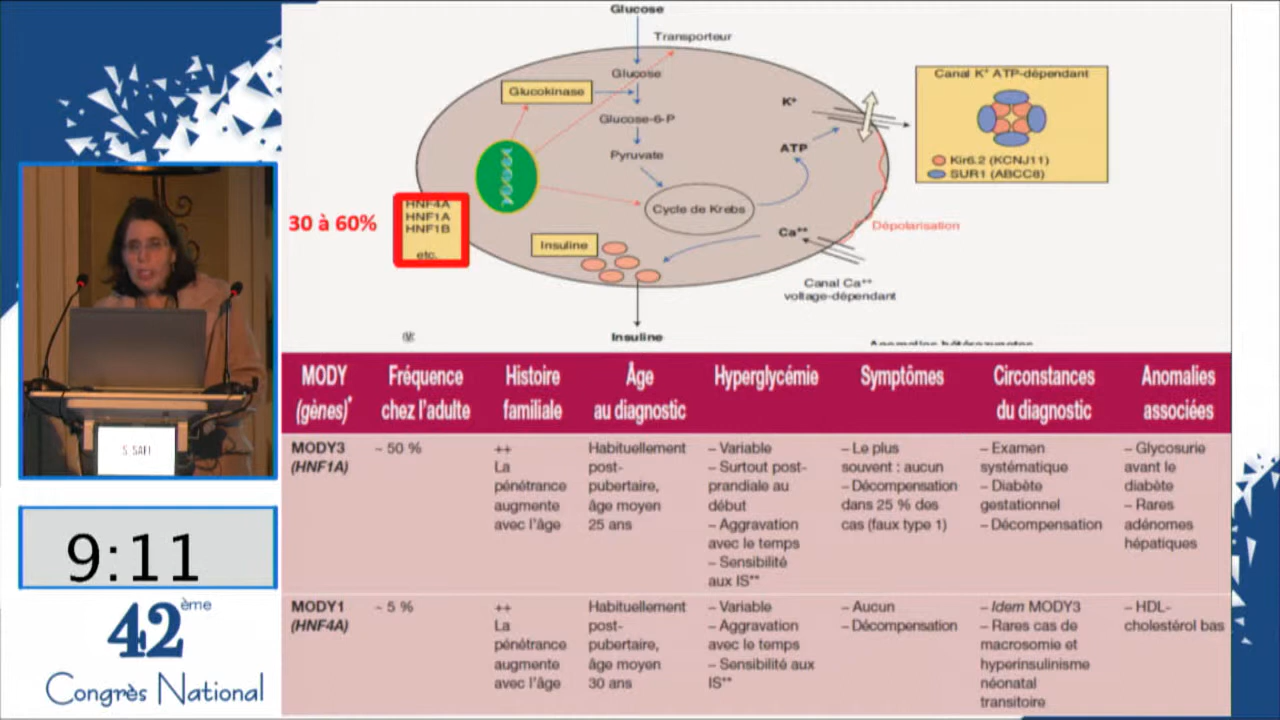 Glucose
Transporteur
Glucose
Glucokinase
Glucose-6-P
Pyruvate
Cycle de Krebs
K⁺
ATP
Ca⁺⁺
Canal K⁺ ATP-dépendant
Kir6.2 (KCNJ11)
SUR1 (ABCC8)
Dépolarisation
Canal Ca⁺⁺
voltage-dépendant
30 à 60%
HNF4A
HNF1A
HNF1B
etc.
Insuline
Insuline
MODY
(gènes)*
Fréquence
chez l'adulte
Histoire
familiale
Âge
au diagnostic
Hyperglycémie
Symptômes
Circonstances
du diagnostic
Anomalies
associées
MODY3
(HNF1A)
~ 50 %
++
La
pénétrance
augmente
avec l'âge
Habituellement
post-
pubertaire,
âge moyen
25 ans
– Variable
– Surtout post-
prandiale au
début
– Aggravation
avec le temps
– Sensibilité
aux IS**
– Le plus
souvent : aucun
– Décompensation
dans 25 % des
cas (faux type 1)
– Examen
systématique
– Diabète
gestationnel
– Décompensation
– Glycosurie
avant le
diabète
– Rares
adénomes
hépatiques
MODY1
(HNF4A)
~ 5 %
++
La
pénétrance
augmente
avec l'âge
Habituellement
post-
pubertaire,
âge moyen
30 ans
– Variable
– Aggravation
avec le temps
– Sensibilité aux
IS**
– Aucun
– Décompensation
– Idem MODY3
– Rares cas de
macrosomie et
hyperinsulinisme
néonatal
transitoire
– HDL-
cholestérol bas
S. SAFI
9:11
42ème
Congrès National